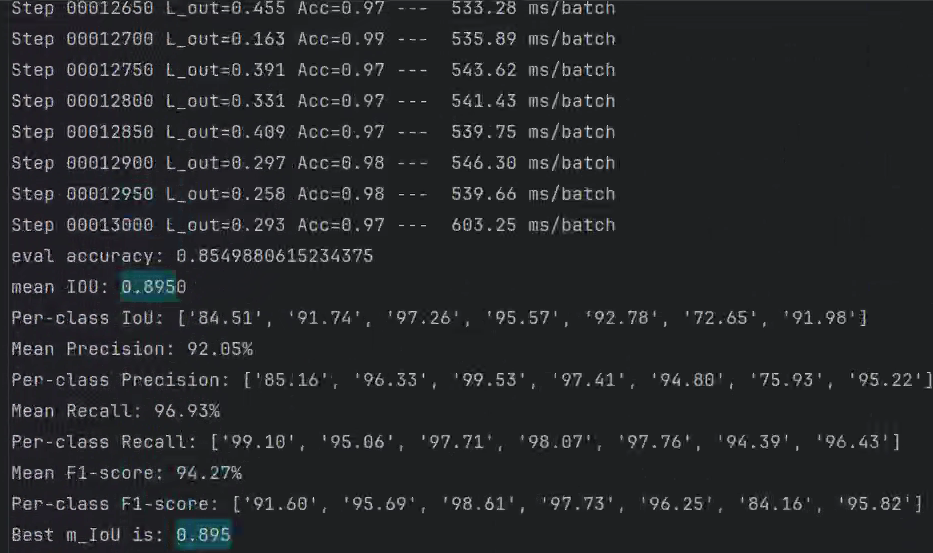 Step 00012650 L_out=0.455 Acc=0.97 --- 533.28 ms/batch
Step 00012700 L_out=0.163 Acc=0.99 --- 535.89 ms/batch
Step 00012750 L_out=0.391 Acc=0.97 --- 543.62 ms/batch
Step 00012800 L_out=0.331 Acc=0.97 --- 541.43 ms/batch
Step 00012850 L_out=0.409 Acc=0.97 --- 539.75 ms/batch
Step 00012900 L_out=0.297 Acc=0.98 --- 546.30 ms/batch
Step 00012950 L_out=0.258 Acc=0.98 --- 539.66 ms/batch
Step 00013000 L_out=0.293 Acc=0.97 --- 603.25 ms/batch
eval accuracy: 0.8549880615234375
mean IOU: 0.8950
Per-class IoU: ['84.51', '91.74', '97.26', '95.57', '92.78', '72.65', '91.98']
Mean Precision: 92.05%
Per-class Precision: ['85.16', '96.33', '99.53', '97.41', '94.80', '75.93', '95.22']
Mean Recall: 96.93%
Per-class Recall: ['99.10', '95.06', '97.71', '98.07', '97.76', '94.39', '96.43']
Mean F1-score: 94.27%
Per-class F1-score: ['91.60', '95.69', '98.61', '97.73', '96.25', '84.16', '95.82']
Best m_IoU is: 0.895